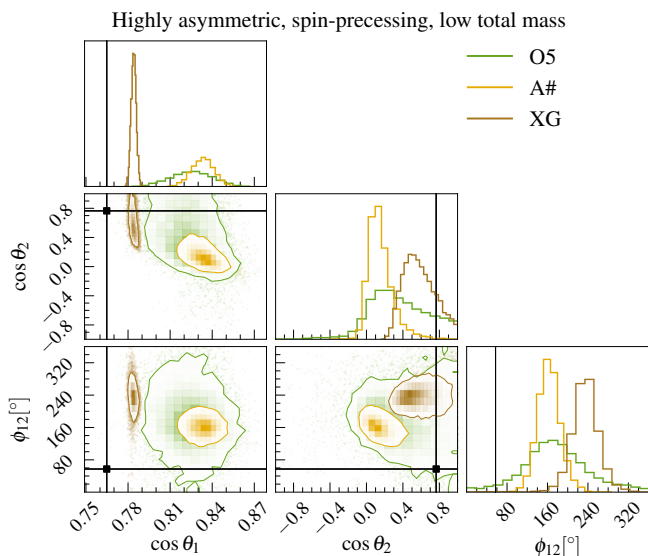 Highly asymmetric, spin-precessing, low total mass
O5
A#
XG
cos θ₂
0.8
0.4
0.0
−0.4
−0.8
ϕ₁₂[°]
320
240
160
80
0.75
0.78
0.81
0.84
0.87
cos θ₁
−0.8
−0.4
0.0
0.4
0.8
cos θ₂
80
160
240
320
ϕ₁₂[°]